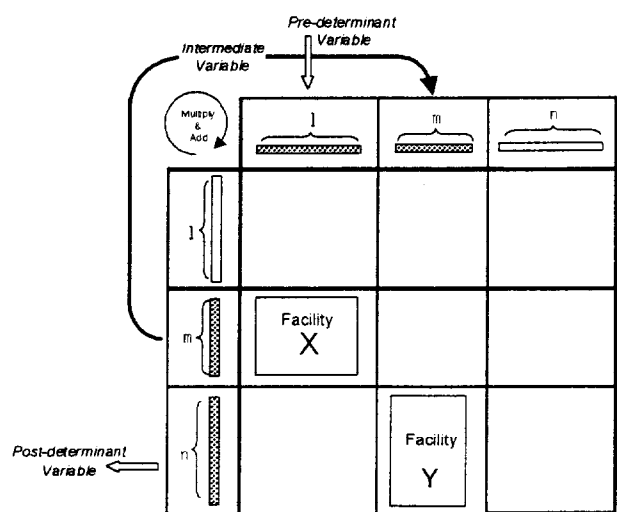 Pre-determinant
Variable
Intermediate
Variable
Multiply
&
Add
l
m
n
l
m
Facility
X
n
Facility
Y
Post-determinant
Variable